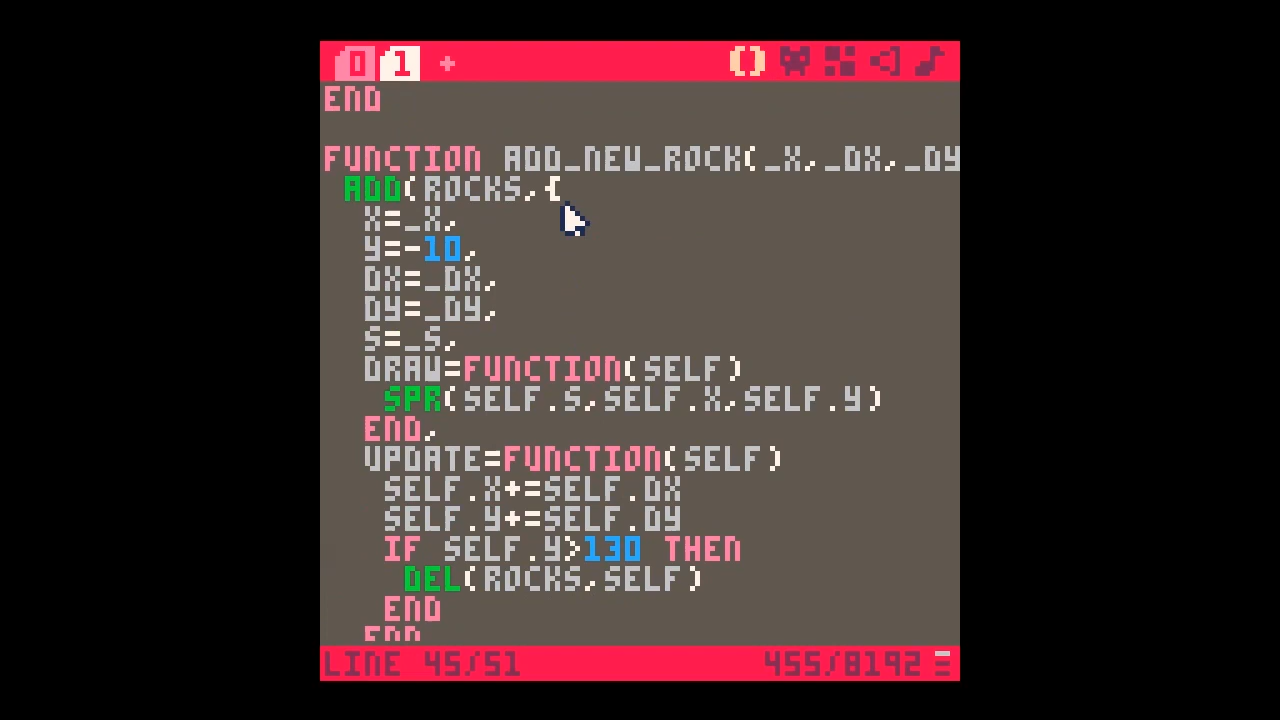 0 1 +
END
FUNCTION ADD_NEW_ROCK(_X,_DX,_DY
ADD(ROCKS,{
X=_X,
Y=-10,
DX=_DX,
DY=_DY,
S=_S,
DRAW=FUNCTION(SELF)
SPR(SELF.S,SELF.X,SELF.Y)
END,
UPDATE=FUNCTION(SELF)
SELF.X+=SELF.DX
SELF.Y+=SELF.DY
IF SELF.Y>130 THEN
DEL(ROCKS,SELF)
END
END
LINE 45/51 455/8192